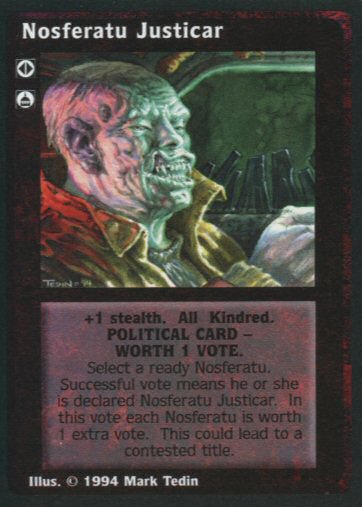 Nosferatu Justicar
TEDIN © '94
+1 stealth. All Kindred.
POLITICAL CARD –
WORTH 1 VOTE.
Select a ready Nosferatu.
Successful vote means he or she
is declared Nosferatu Justicar. In
this vote each Nosferatu is worth
1 extra vote. This could lead to a
contested title.
Illus. © 1994 Mark Tedin